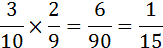 3/10 × 2/9 = 6/90 = 1/15